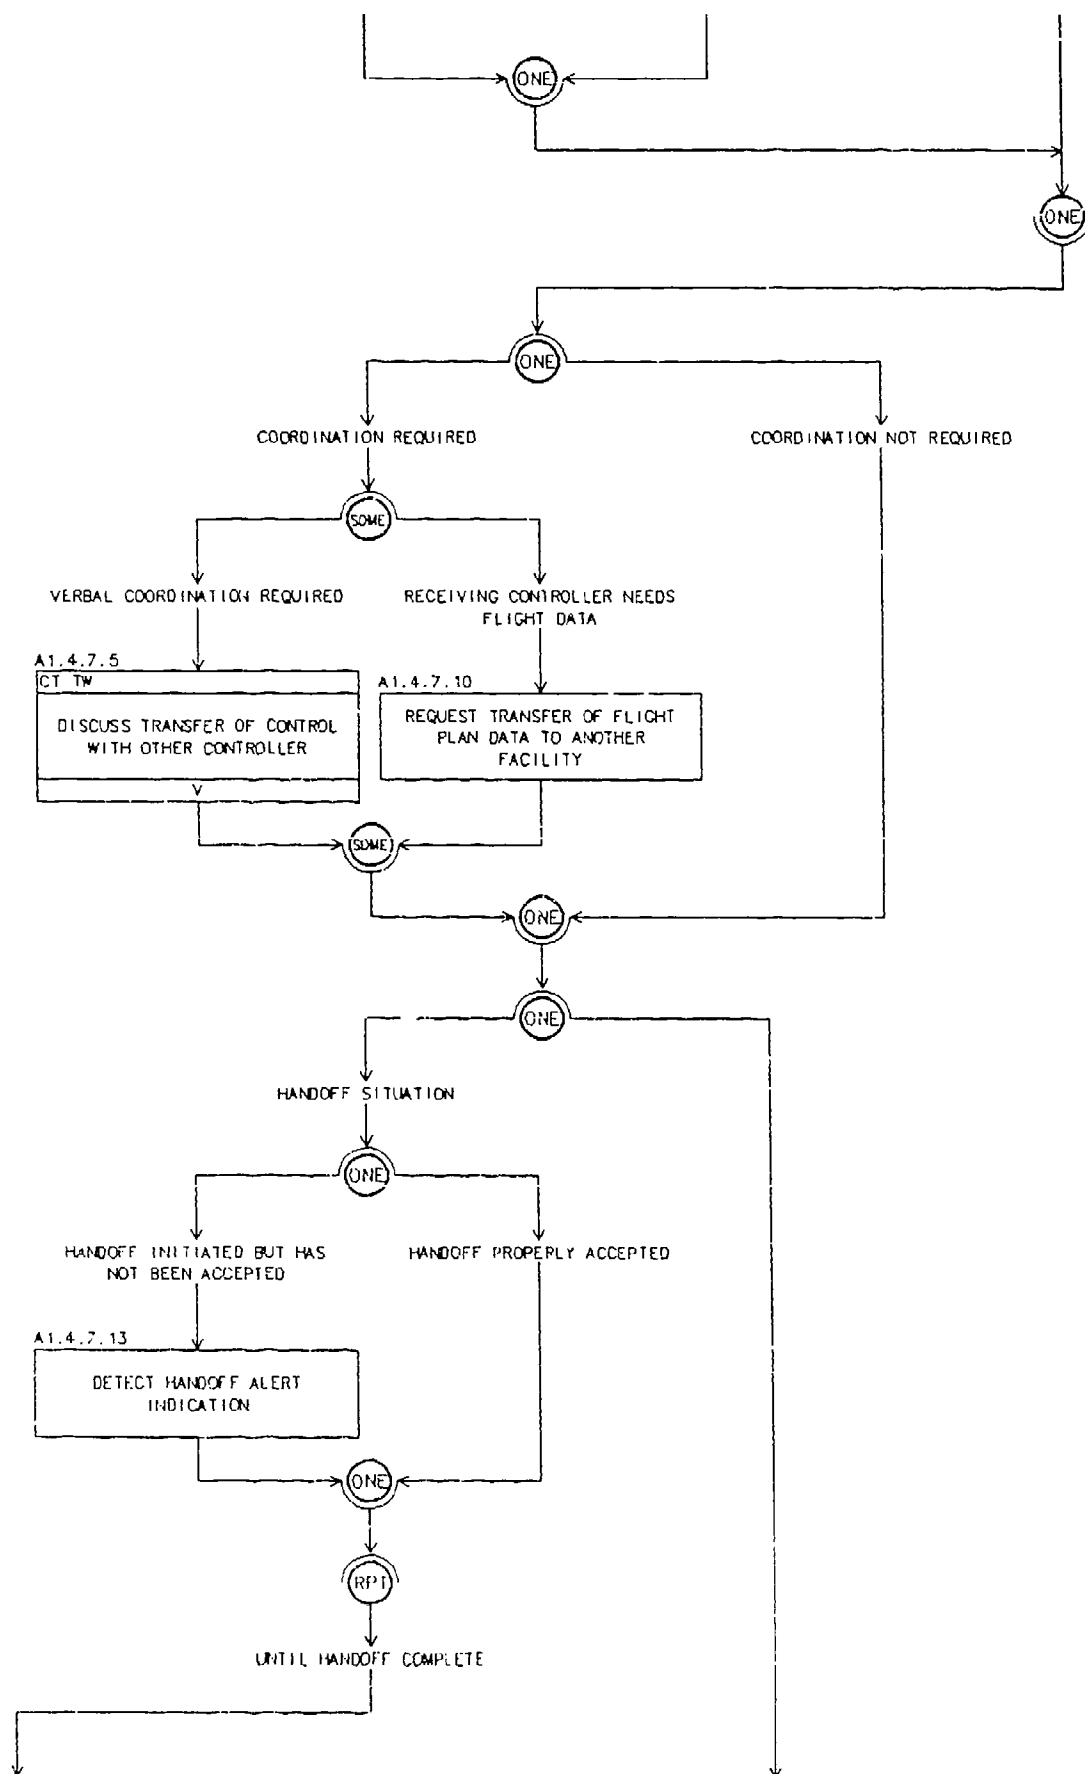 ONE
ONE
ONE
COORDINATION REQUIRED
COORDINATION NOT REQUIRED
SOME
VERBAL COORDINATION REQUIRED
RECEIVING CONTROLLER NEEDS
FLIGHT DATA
A1.4.7.5
CT TW
DISCUSS TRANSFER OF CONTROL
WITH OTHER CONTROLLER
V
A1.4.7.10
REQUEST TRANSFER OF FLIGHT
PLAN DATA TO ANOTHER
FACILITY
SOME
ONE
ONE
HANDOFF SITUATION
ONE
HANDOFF INITIATED BUT HAS
NOT BEEN ACCEPTED
HANDOFF PROPERLY ACCEPTED
A1.4.7.13
DETECT HANDOFF ALERT
INDICATION
ONE
RPT
UNTIL HANDOFF COMPLETE